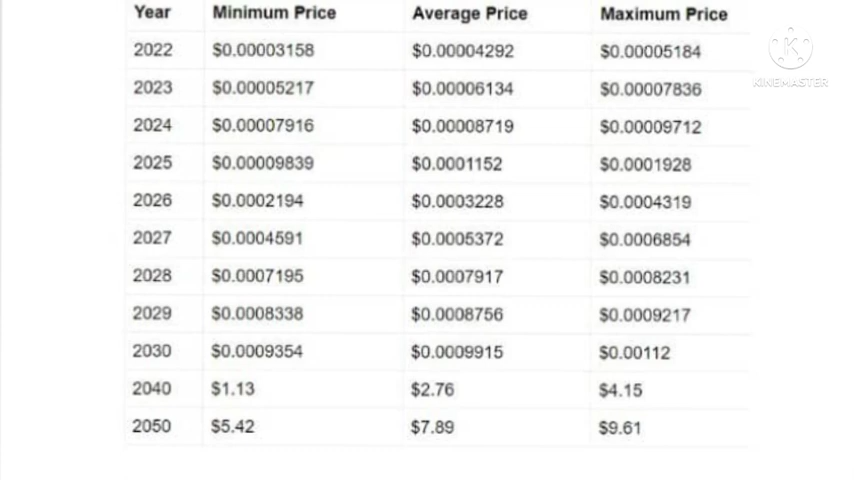 Year Minimum Price Average Price Maximum Price
2022 $0.00003158 $0.00004292 $0.00005184
2023 $0.00005217 $0.00006134 $0.00007836
2024 $0.00007916 $0.00008719 $0.00009712
2025 $0.00009839 $0.0001152 $0.0001928
2026 $0.0002194 $0.0003228 $0.0004319
2027 $0.0004591 $0.0005372 $0.0006854
2028 $0.0007195 $0.0007917 $0.0008231
2029 $0.0008338 $0.0008756 $0.0009217
2030 $0.0009354 $0.0009915 $0.00112
2040 $1.13 $2.76 $4.15
2050 $5.42 $7.89 $9.61
K
KINEMASTER